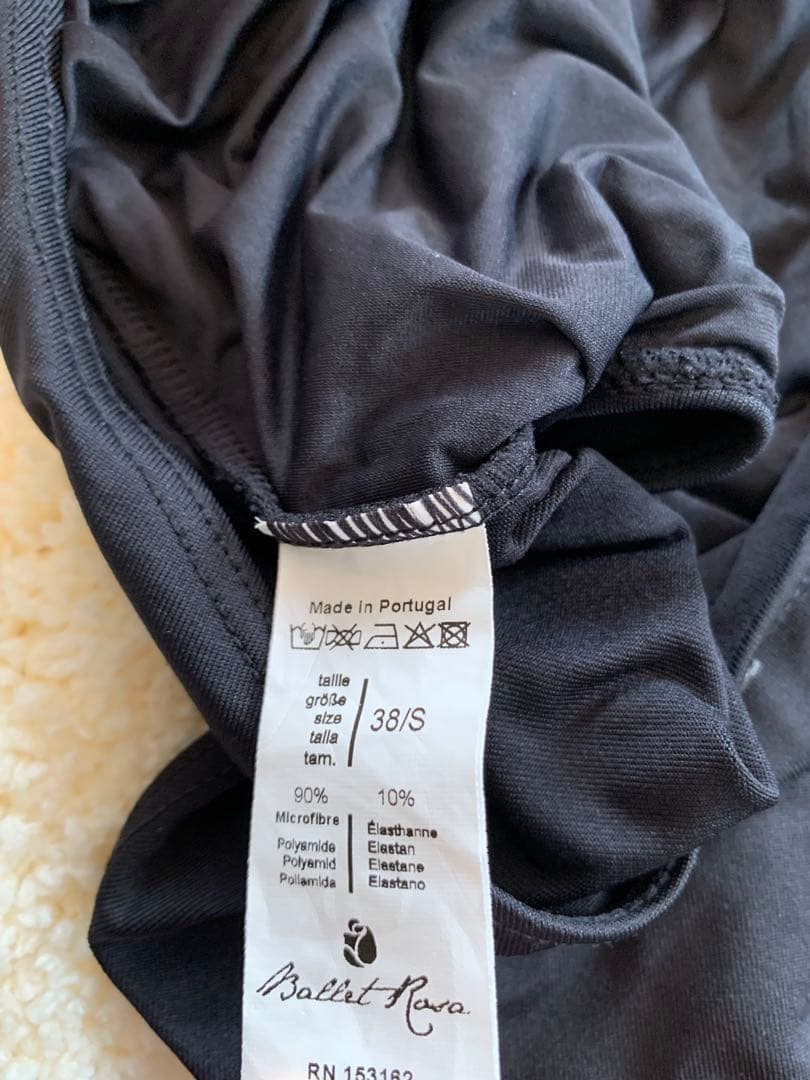 Made in Portugal
taille
größe
size
talla
tam.
38/S
90% 10%
Microfibre Élasthanne
Polyamide Elastan
Polyamid Elastane
Poliamida Elastano
Ballet Rosa
RN 153162